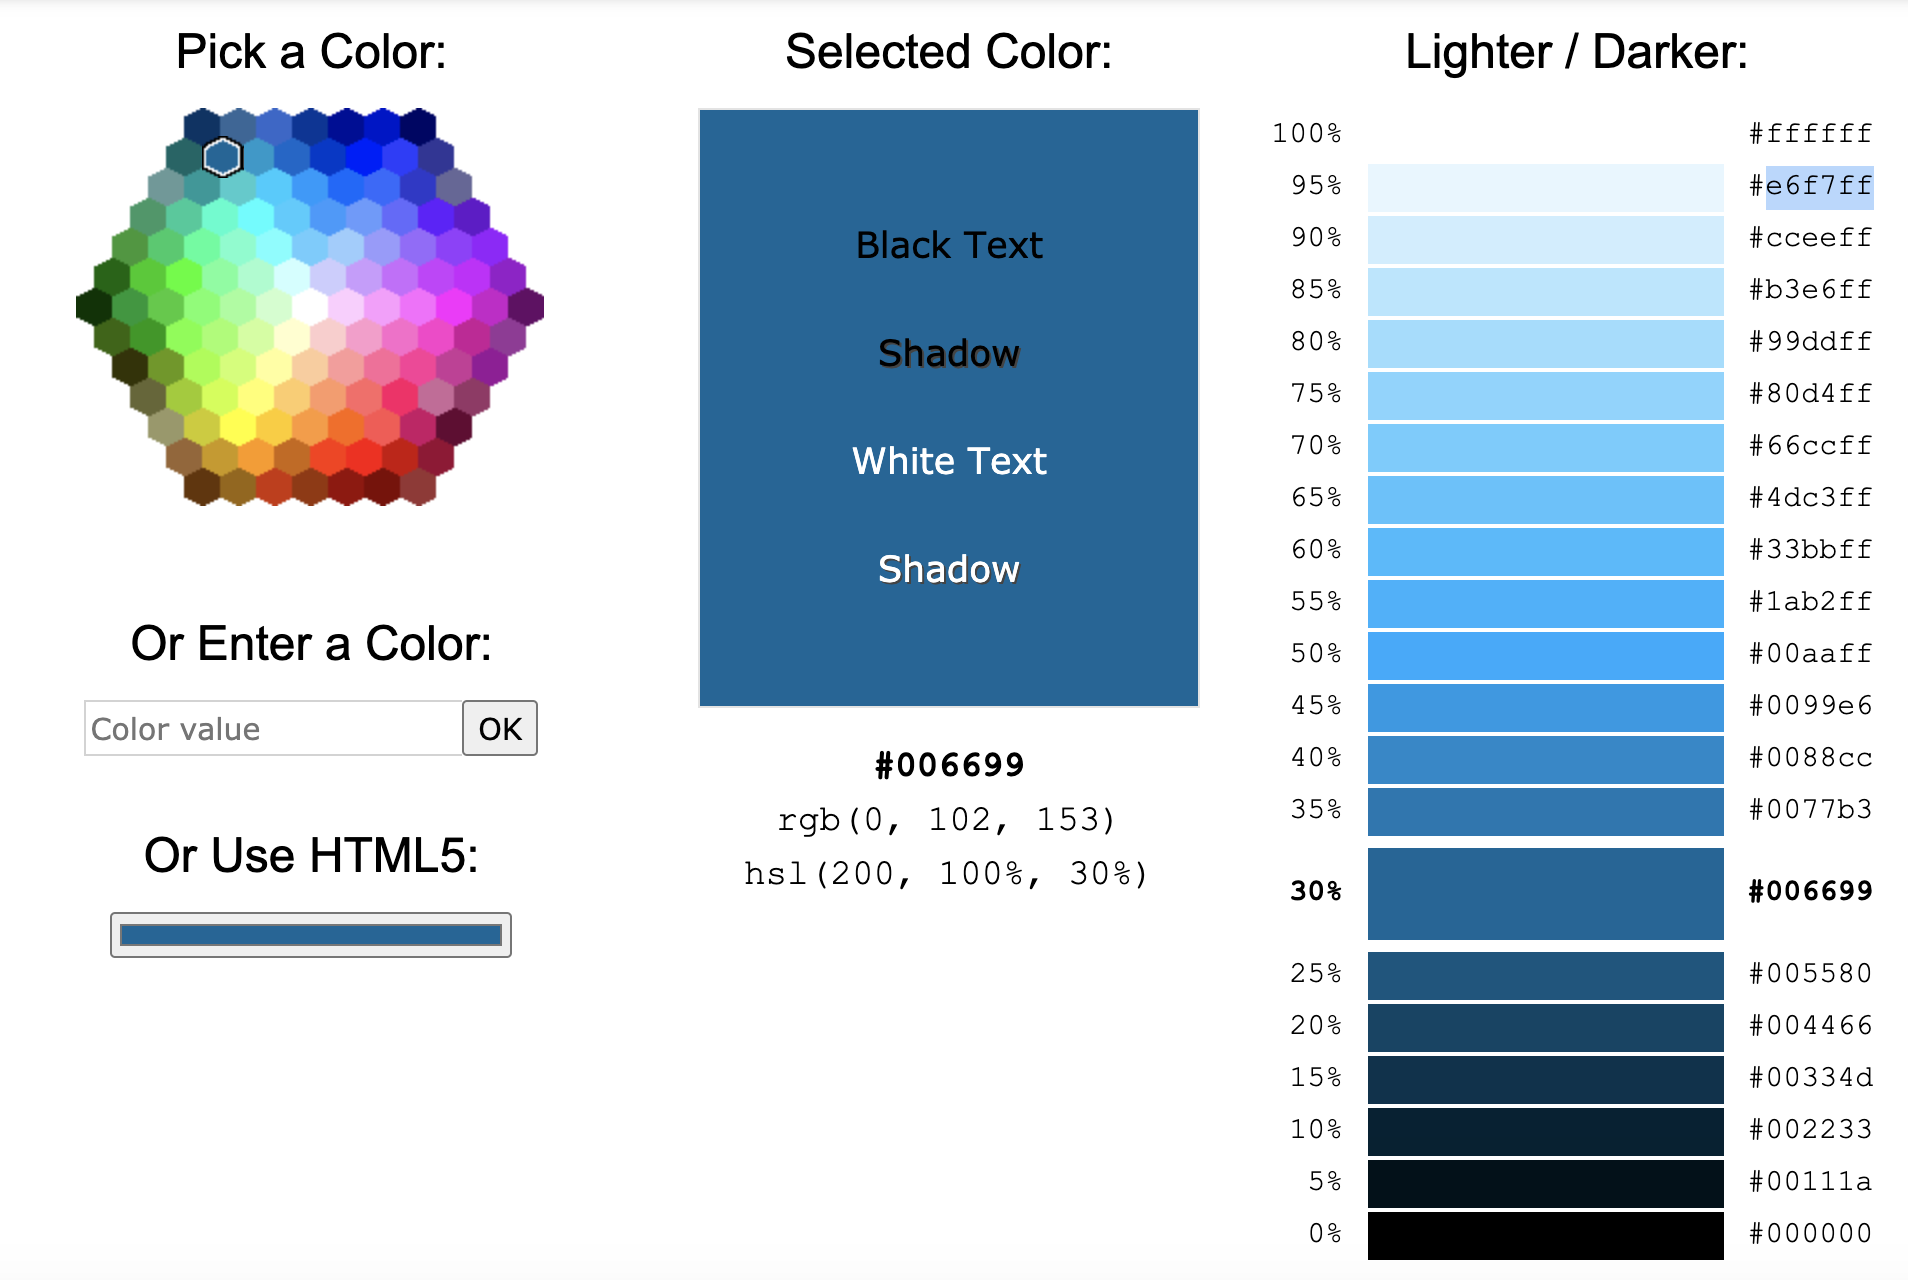 Pick a Color:
Or Enter a Color:
Color value
OK
Or Use HTML5:
Selected Color:
Black Text
Shadow
White Text
Shadow
#006699
rgb(0, 102, 153)
hsl(200, 100%, 30%)
Lighter / Darker:
100% #ffffff
95% #e6f7ff
90% #cceeff
85% #b3e6ff
80% #99ddff
75% #80d4ff
70% #66ccff
65% #4dc3ff
60% #33bbff
55% #1ab2ff
50% #00aaff
45% #0099e6
40% #0088cc
35% #0077b3
30% #006699
25% #005580
20% #004466
15% #00334d
10% #002233
5% #00111a
0% #000000